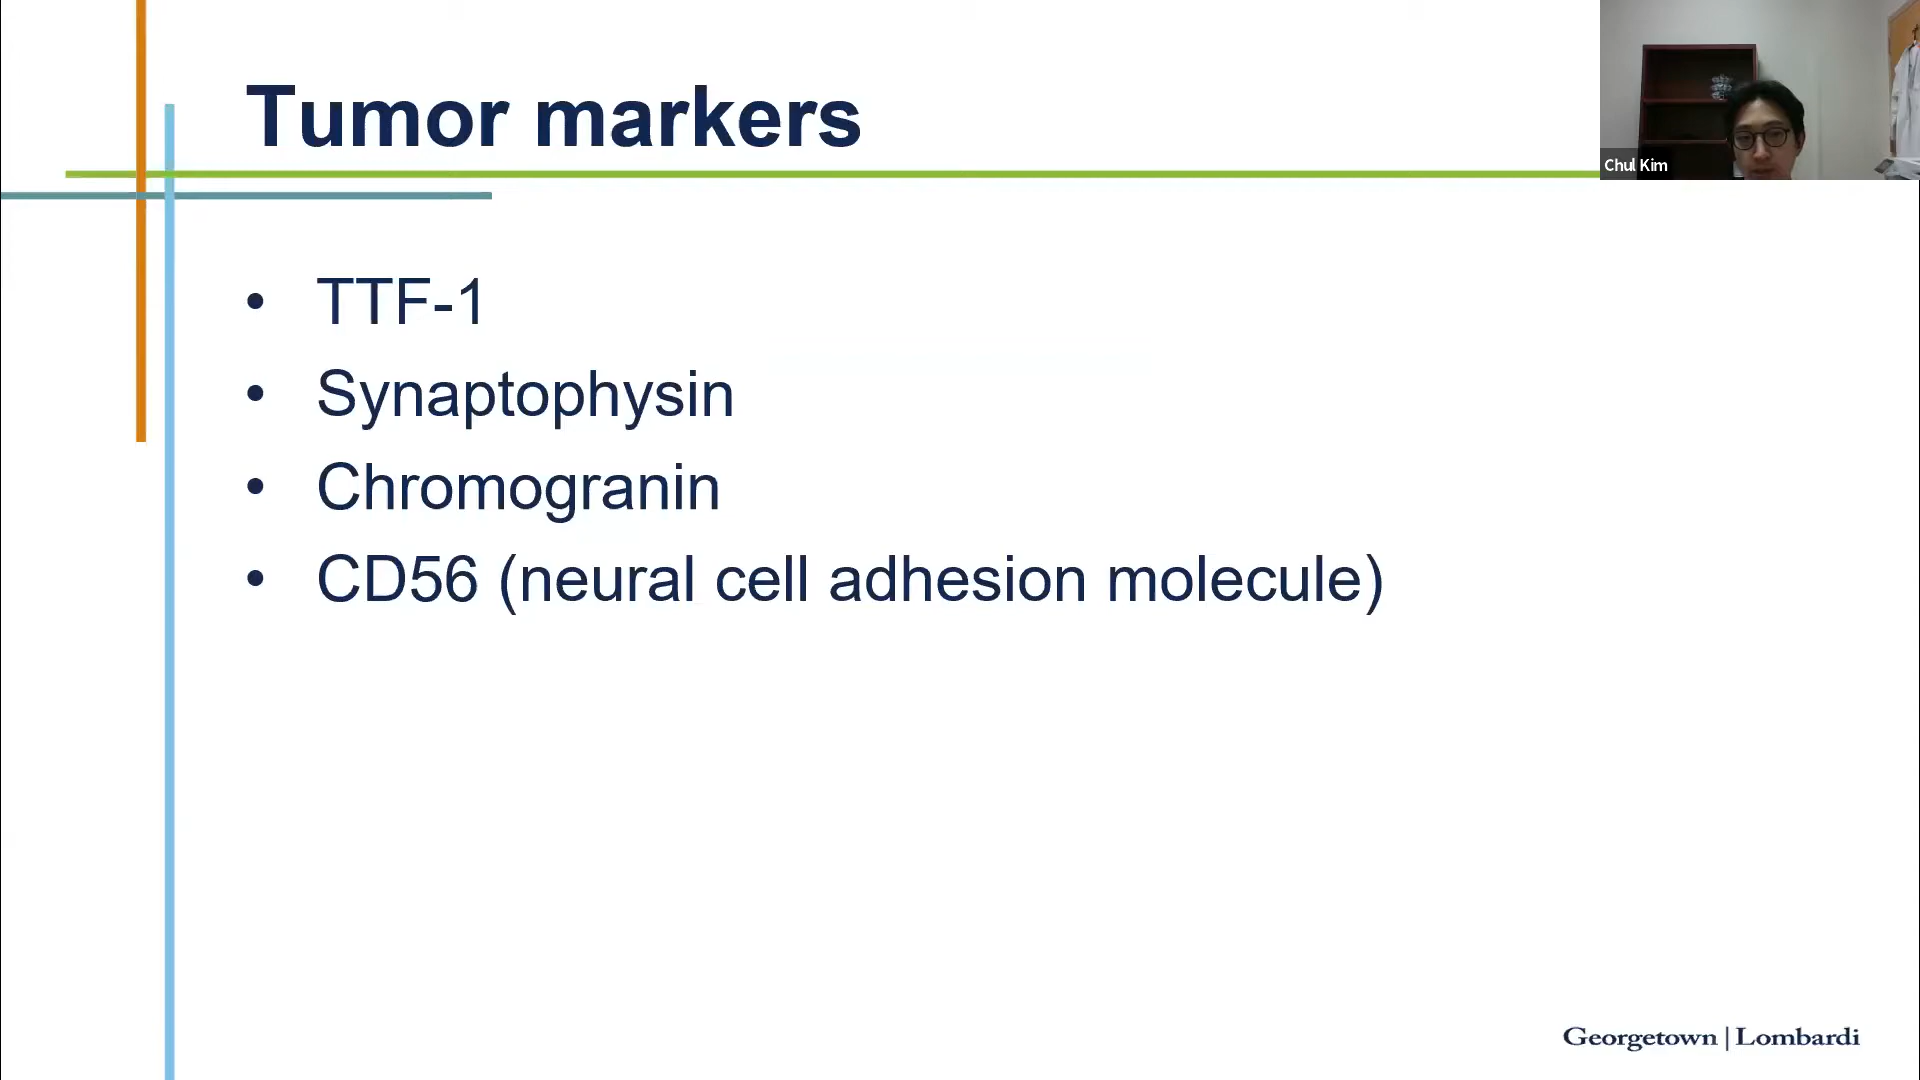 Tumor markers
Chul Kim
• TTF-1
• Synaptophysin
• Chromogranin
• CD56 (neural cell adhesion molecule)
Georgetown | Lombardi